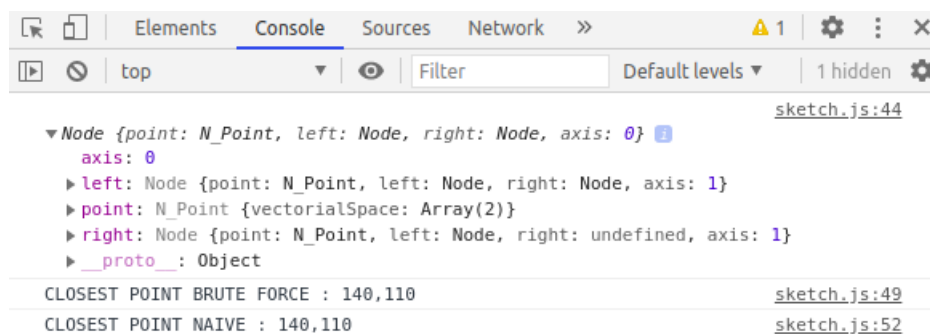 Elements Console Sources Network » 1
top Filter Default levels ▼ 1 hidden
sketch.js:44
▼Node {point: N_Point, left: Node, right: Node, axis: 0} i
axis: 0
▶left: Node {point: N_Point, left: Node, right: Node, axis: 1}
▶point: N_Point {vectorialSpace: Array(2)}
▶right: Node {point: N_Point, left: Node, right: undefined, axis: 1}
▶__proto__: Object
CLOSEST POINT BRUTE FORCE : 140,110 sketch.js:49
CLOSEST POINT NAIVE : 140,110 sketch.js:52